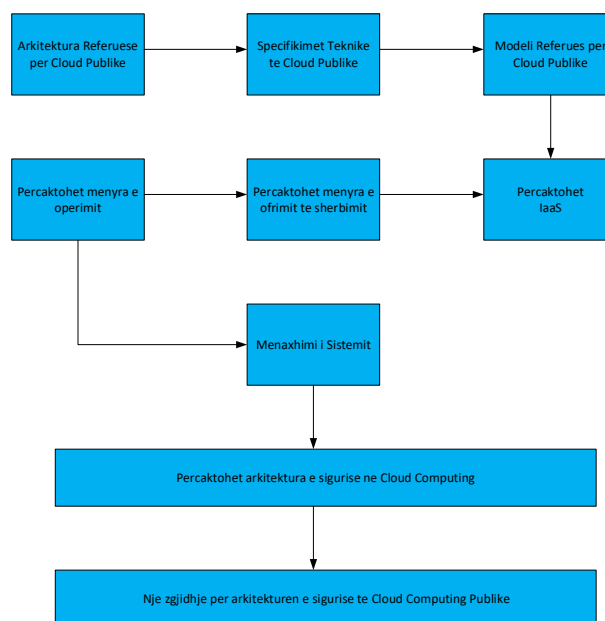 Arkitektura Referuese
per Cloud Publike
Specifikimet Teknike
te Cloud Publike
Modeli Referues per
Cloud Publike
Percaktohet menyra e
operimit
Percaktohet menyra e
ofrimit te sherbimit
Percaktohet
IaaS
Menaxhimi i Sistemit
Percaktohet arkitektura e sigurise ne Cloud Computing
Nje zgjidhje per arkitekturen e sigurise te Cloud Computing Publike